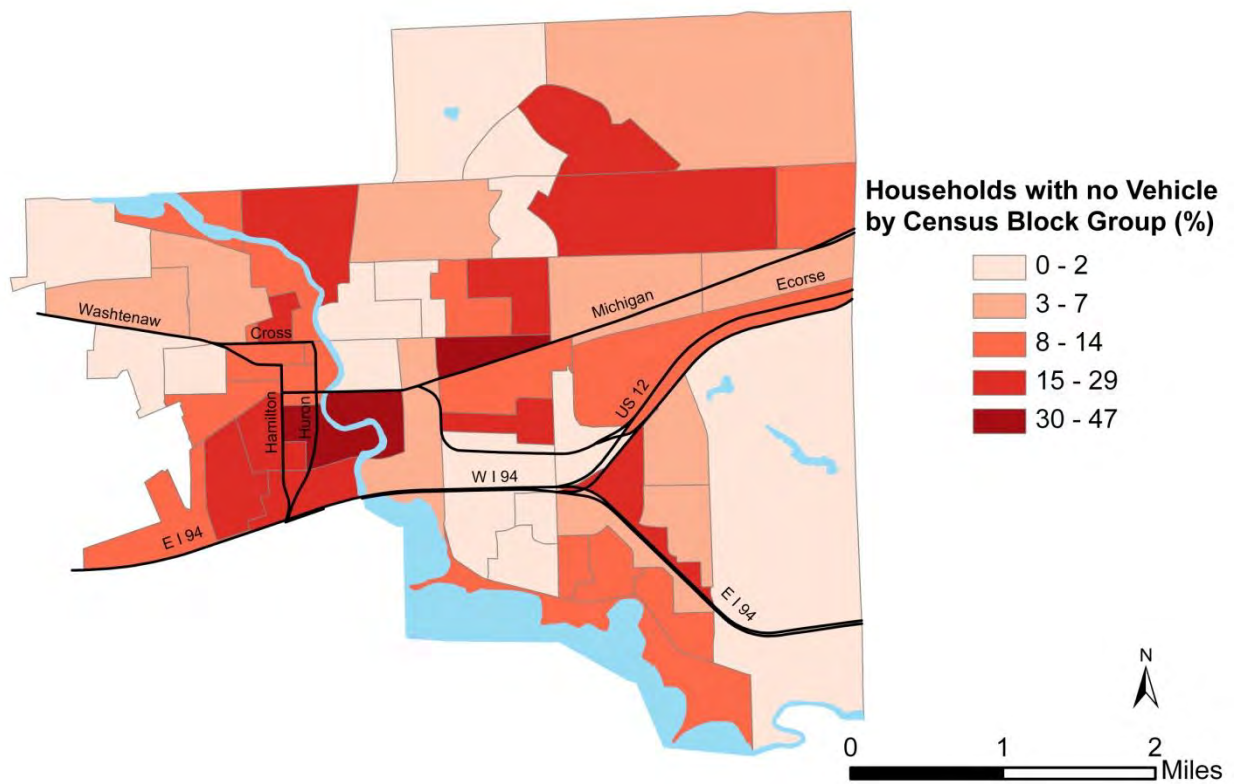 Households with no Vehicle
by Census Block Group (%)
0 - 2
3 - 7
8 - 14
15 - 29
30 - 47
Washtenaw
Cross
Hamilton
Huron
Michigan
Ecorse
US 12
W I 94
E I 94
E I 94
N
0 1 2
Miles